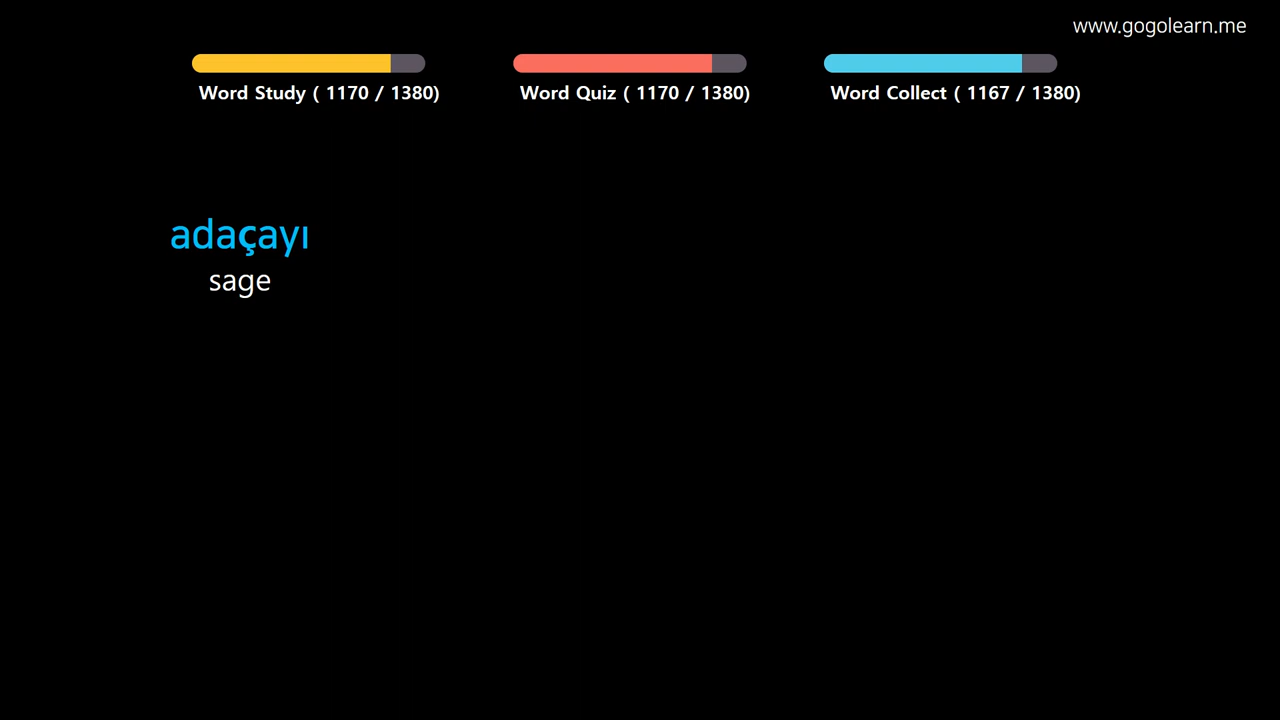 www.gogolearn.me
Word Study ( 1170 / 1380)
Word Quiz ( 1170 / 1380)
Word Collect ( 1167 / 1380)
adaçayı
sage